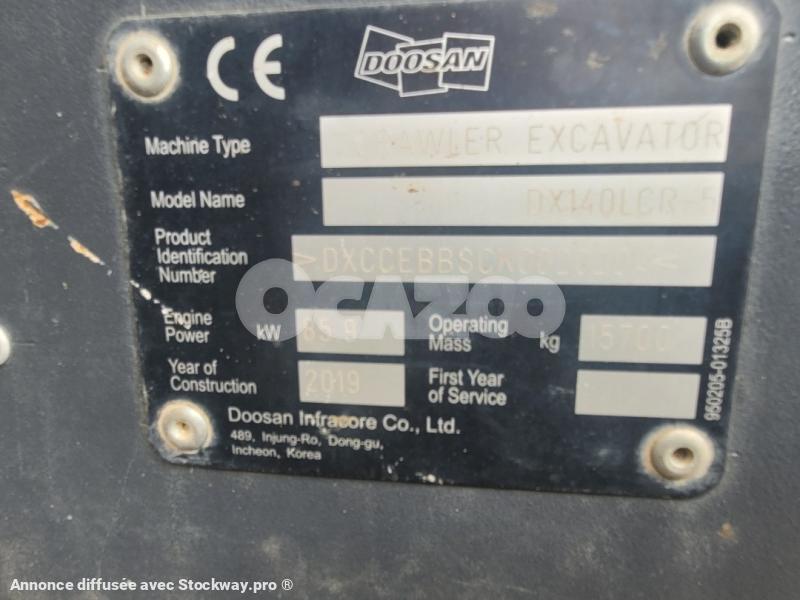 CE DOOSAN
Machine Type CRAWLER EXCAVATOR
Model Name DX140LCR-5
Product
Identification
Number
Engine
Power kW 85.9
Operating
Mass kg
Year of
Construction 2019
First Year
of Service
950205-01325B
Doosan Infracore Co., Ltd.
489, Injung-Ro, Dong-gu,
Incheon, Korea
OCAZOO
Annonce diffusée avec Stockway.pro ®